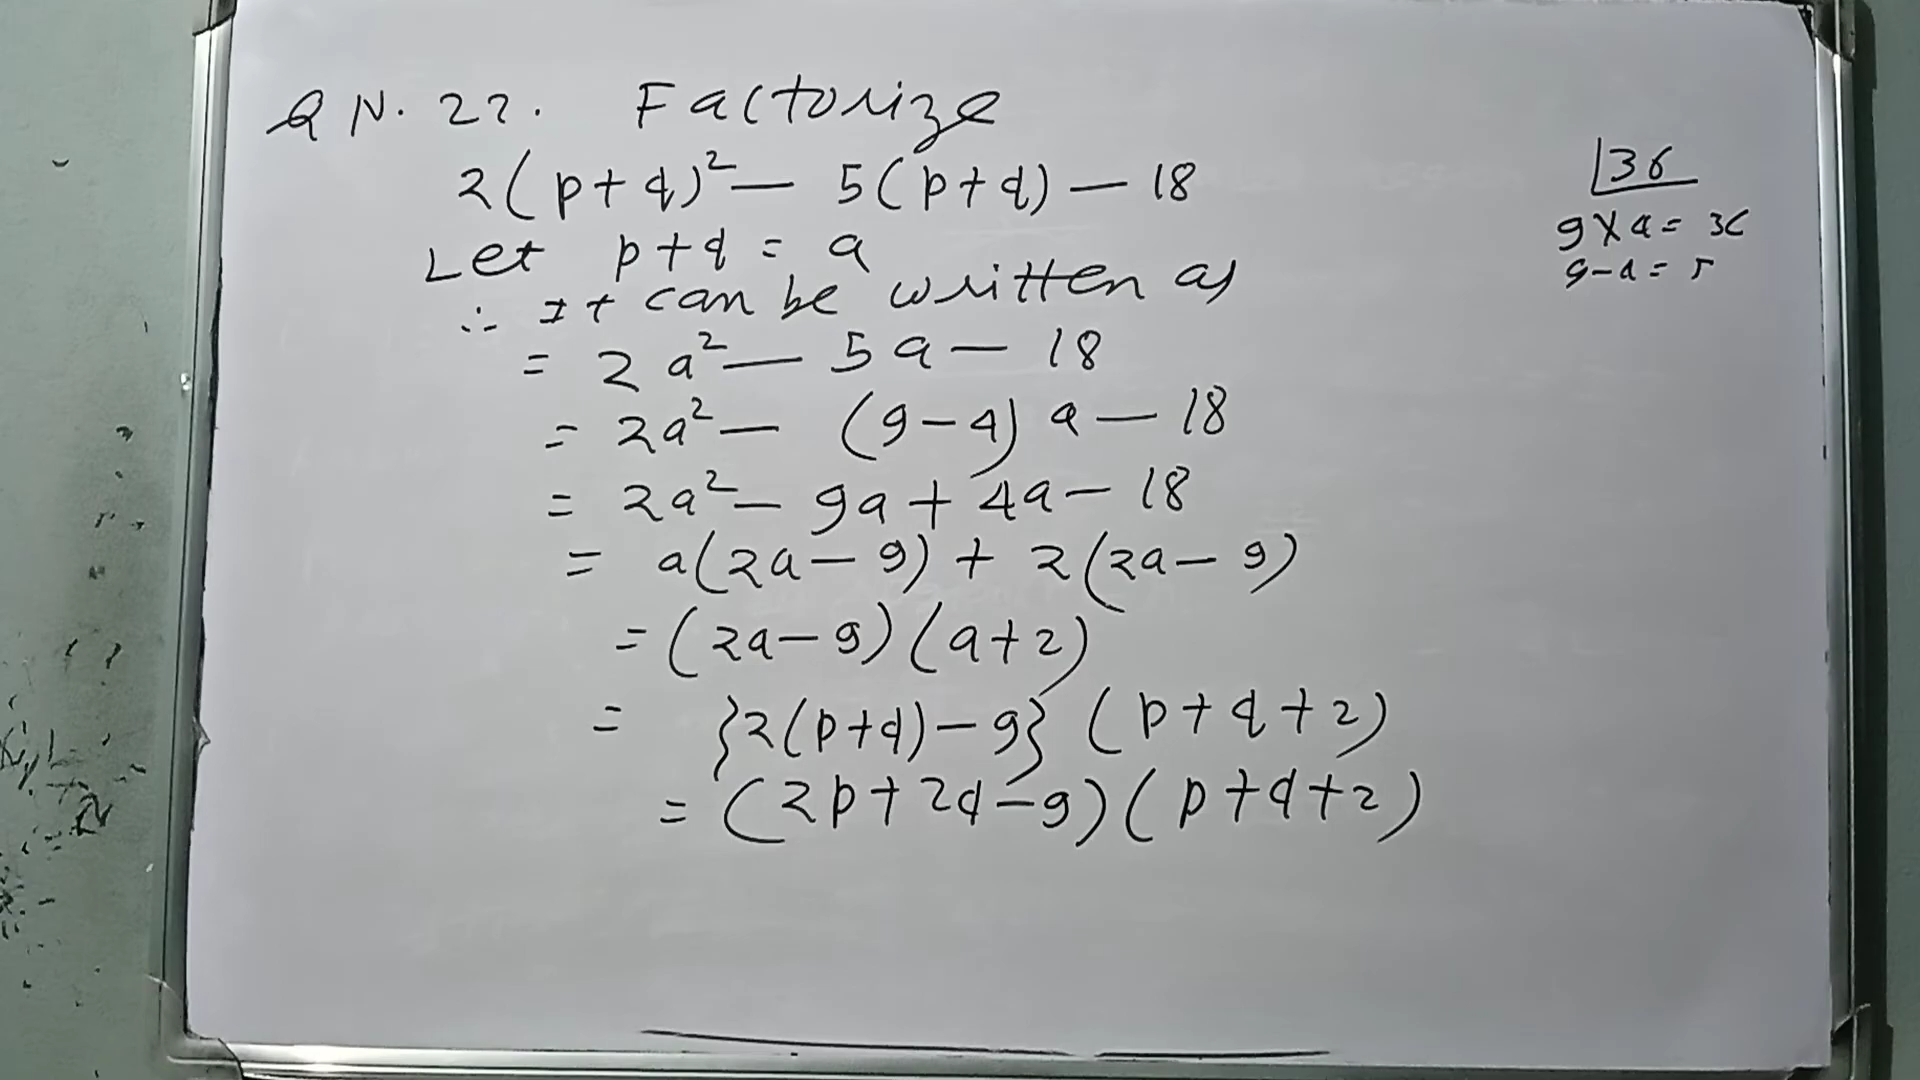 Q N. 22. Factorize
2(p+q)² — 5(p+q) — 18
Let p+q = a
∴ It can be written as
= 2a² — 5a — 18
= 2a² — (9-4) a — 18
= 2a² - 9a + 4a - 18
= a(2a - 9) + 2(2a - 9)
= (2a - 9)(a+2)
= {2(p+q) - 9} (p+q+2)
= (2p+2q-9)(p+q+2)
36
9×4 = 36
9-4 = 5